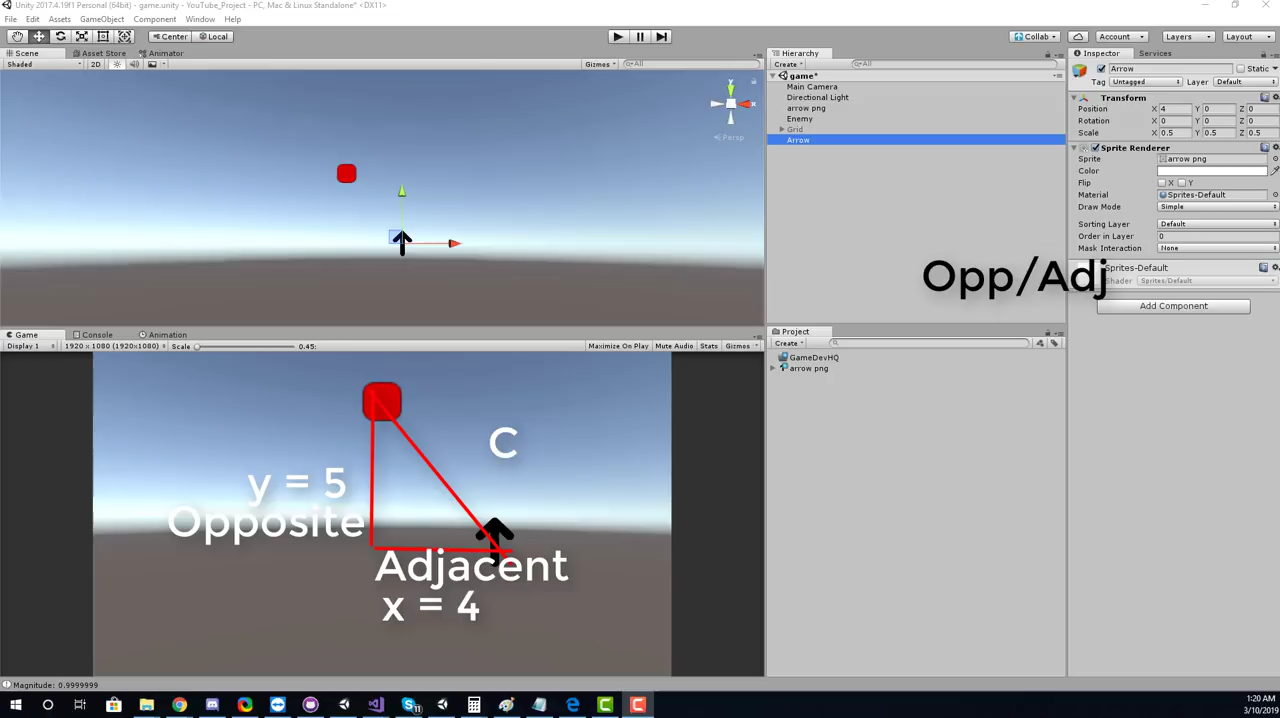 Unity 2017.4.19f1 Personal (64bit) - game.unity - YouTube_Project - PC, Mac & Linux Standalone* <DX11>
File Edit Assets GameObject Component Window Help
Center Local
Collab Account Layers Layout
Scene Asset Store Animator
Shaded 2D Gizmos All
y
x
Persp
Hierarchy
Create All
game*
Main Camera
Directional Light
arrow png
Enemy
Grid
Arrow
Inspector Services
Arrow Static
Tag Untagged Layer Default
Transform
Position X 4 Y 0 Z 0
Rotation X 0 Y 0 Z 0
Scale X 0.5 Y 0.5 Z 0.5
Sprite Renderer
Sprite arrow png
Color
Flip X Y
Material Sprites-Default
Draw Mode Simple
Sorting Layer Default
Order in Layer 0
Mask Interaction None
Sprites-Default
Shader Sprites/Default
Add Component
Opp/Adj
Game Console Animation
Display 1 1920 x 1080 (1920x1080) Scale 0.45: Maximize On Play Mute Audio Stats Gizmos
C
y = 5
Opposite
Adjacent
x = 4
Project
Create
GameDevHQ
arrow png
Magnitude: 0.9999999
1:20 AM
3/10/2019